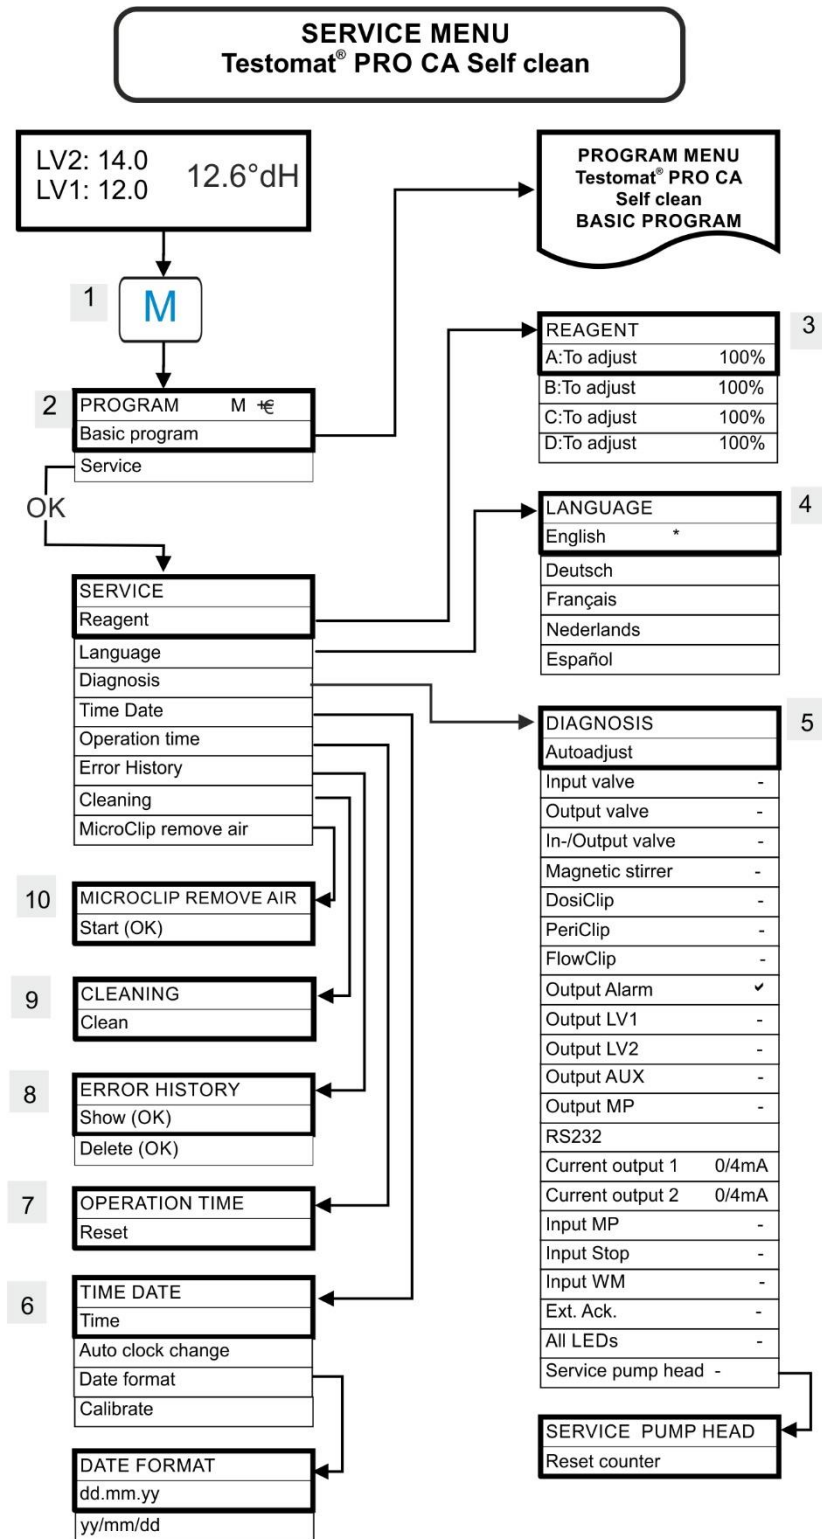 SERVICE MENU
Testomat® PRO CA Self clean
LV2: 14.0
LV1: 12.0
12.6°dH
PROGRAM MENU
Testomat® PRO CA
Self clean
BASIC PROGRAM
1
M
2
PROGRAM M
Basic program
Service
OK
SERVICE
Reagent
Language
Diagnosis
Time Date
Operation time
Error History
Cleaning
MicroClip remove air
3
REAGENT
A:To adjust 100%
B:To adjust 100%
C:To adjust 100%
D:To adjust 100%
4
LANGUAGE
English *
Deutsch
Français
Nederlands
Español
5
DIAGNOSIS
Autoadjust
Input valve -
Output valve -
In-/Output valve -
Magnetic stirrer -
DosiClip -
PeriClip -
FlowClip -
Output Alarm ✔
Output LV1 -
Output LV2 -
Output AUX -
Output MP -
RS232
Current output 1 0/4mA
Current output 2 0/4mA
Input MP -
Input Stop -
Input WM -
Ext. Ack. -
All LEDs -
Service pump head -
SERVICE PUMP HEAD
Reset counter
10
MICROCLIP REMOVE AIR
Start (OK)
9
CLEANING
Clean
8
ERROR HISTORY
Show (OK)
Delete (OK)
7
OPERATION TIME
Reset
6
TIME DATE
Time
Auto clock change
Date format
Calibrate
DATE FORMAT
dd.mm.yy
yy/mm/dd